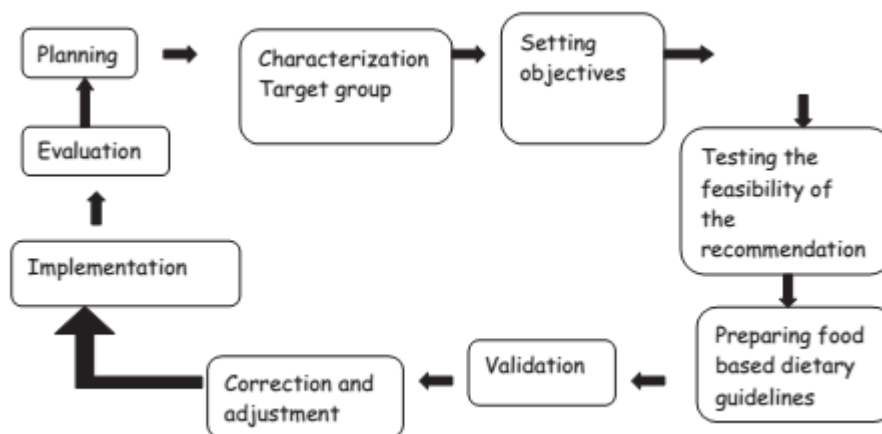 Planning
Characterization
Target group
Setting
objectives
Evaluation
Testing the
feasibility of
the
recommendation
Implementation
Preparing food
based dietary
guidelines
Validation
Correction and
adjustment